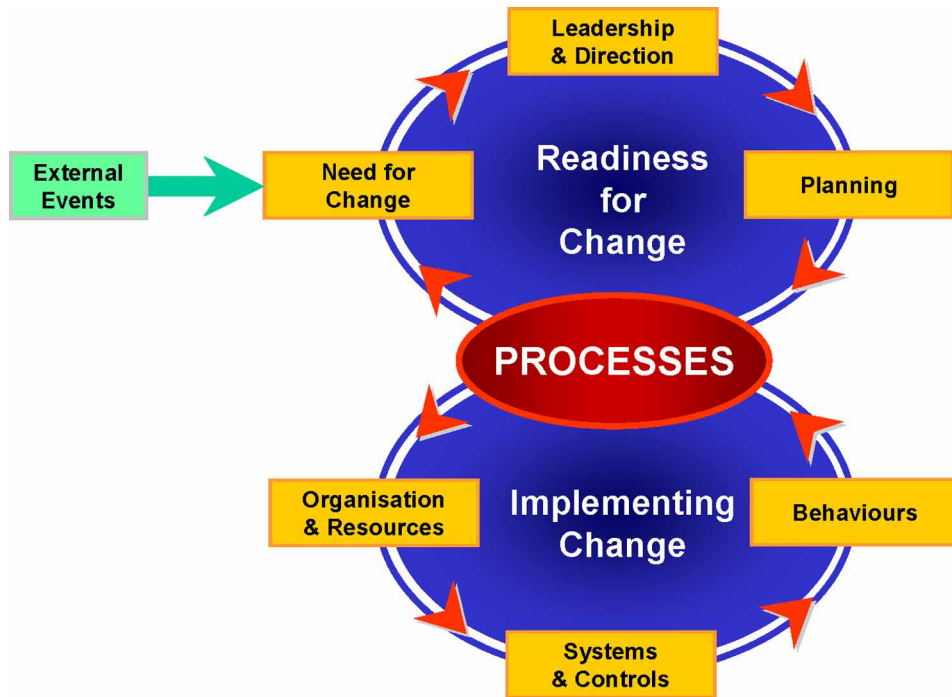 Leadership
& Direction
External
Events
Need for
Change
Readiness
for
Change
Planning
PROCESSES
Organisation
& Resources
Implementing
Change
Behaviours
Systems
& Controls